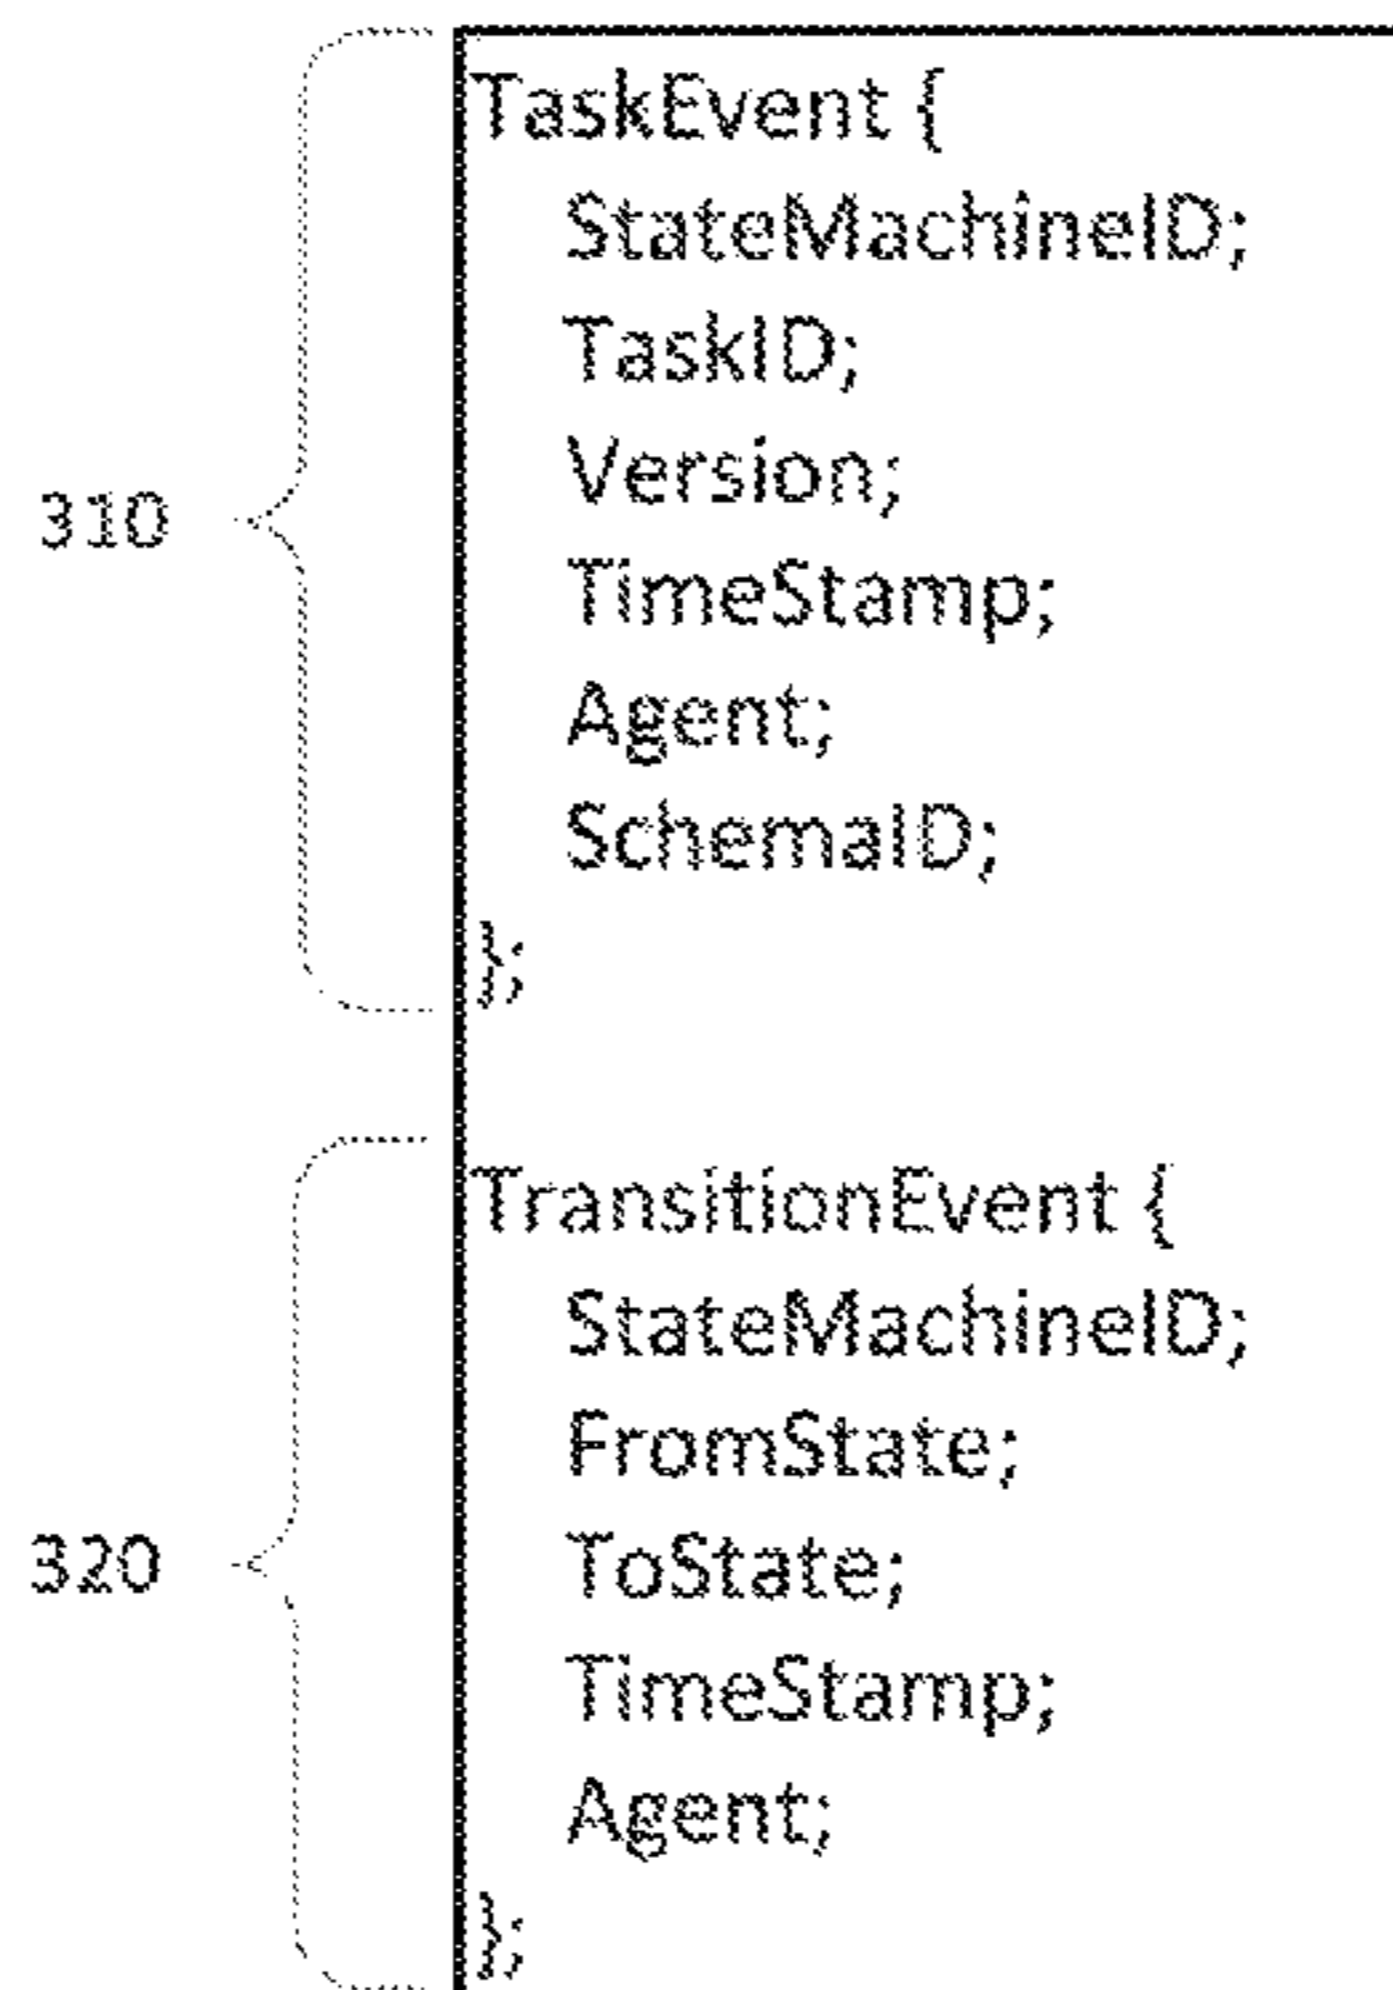 TaskEvent {
StateMachineID;
TaskID;
Version;
310
TimeStamp;
Agent;
SchemaID;
};
TransitionEvent {
StateMachineID;
FromState;
320
ToState;
TimeStamp;
Agent;
};